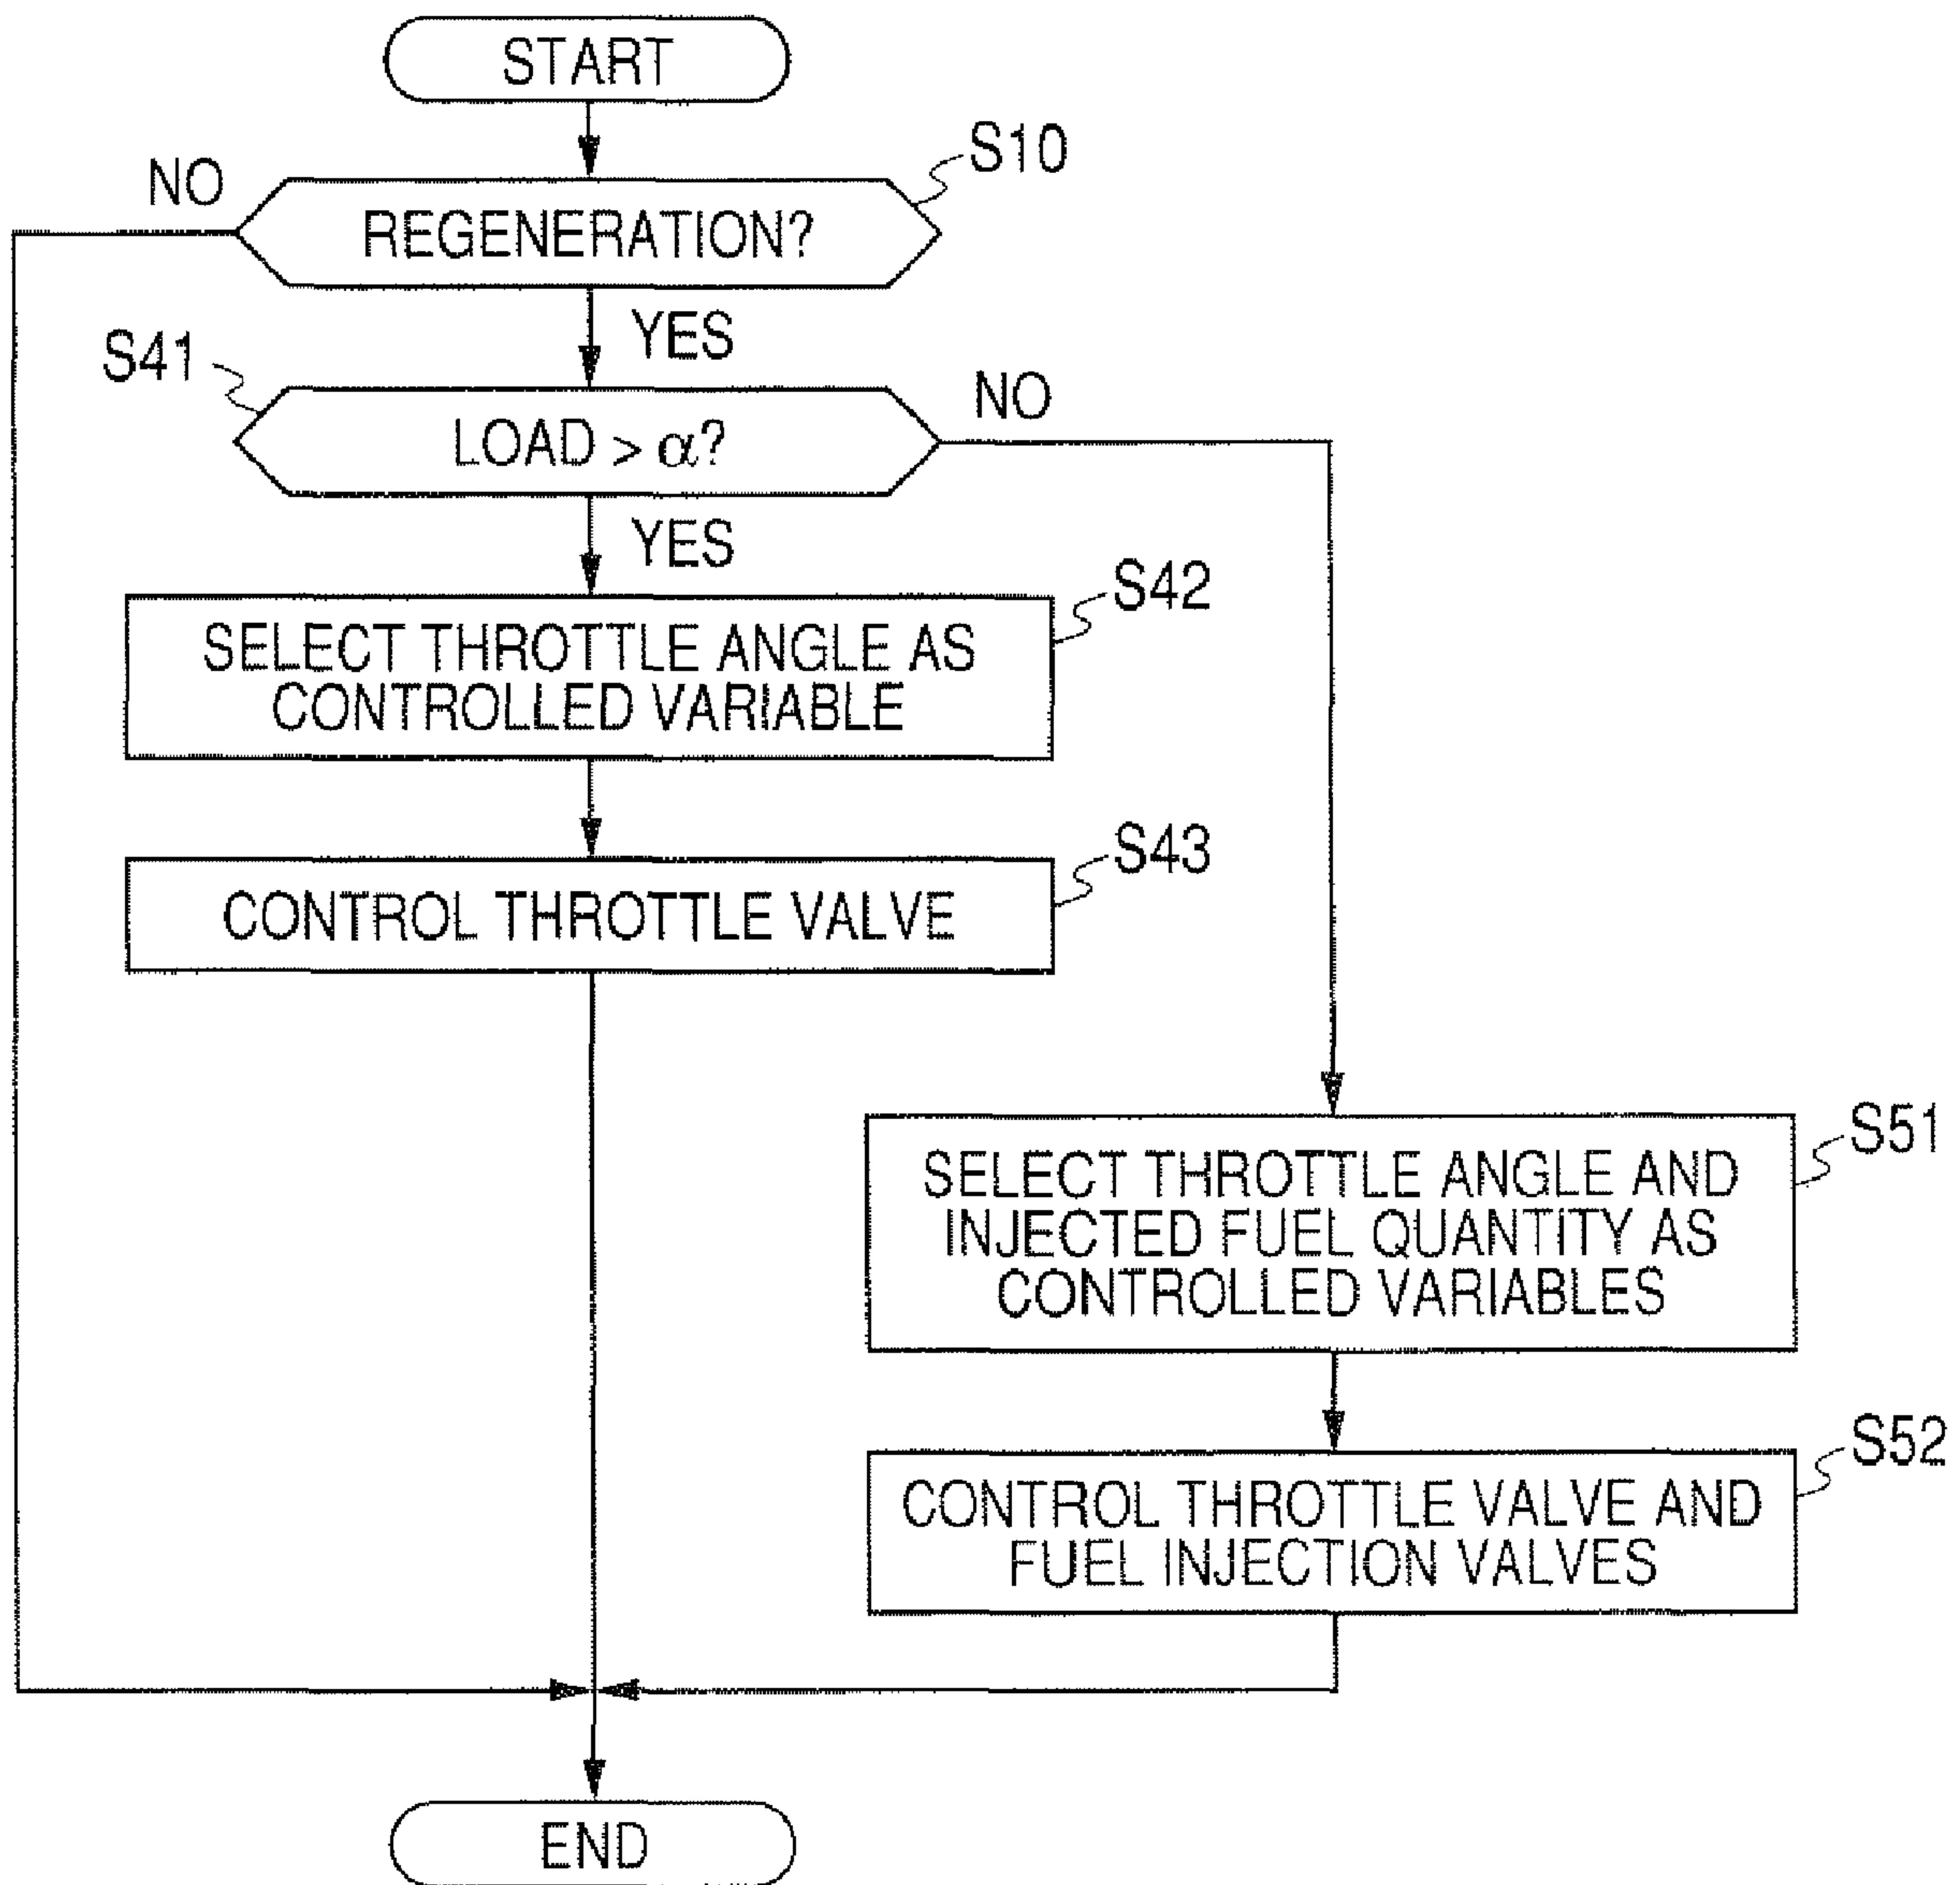 START
S10
NO
REGENERATION?
YES
S41
NO
LOAD > α?
YES
S42
SELECT THROTTLE ANGLE AS
CONTROLLED VARIABLE
S43
CONTROL THROTTLE VALVE
S51
SELECT THROTTLE ANGLE AND
INJECTED FUEL QUANTITY AS
CONTROLLED VARIABLES
S52
CONTROL THROTTLE VALVE AND
FUEL INJECTION VALVES
END